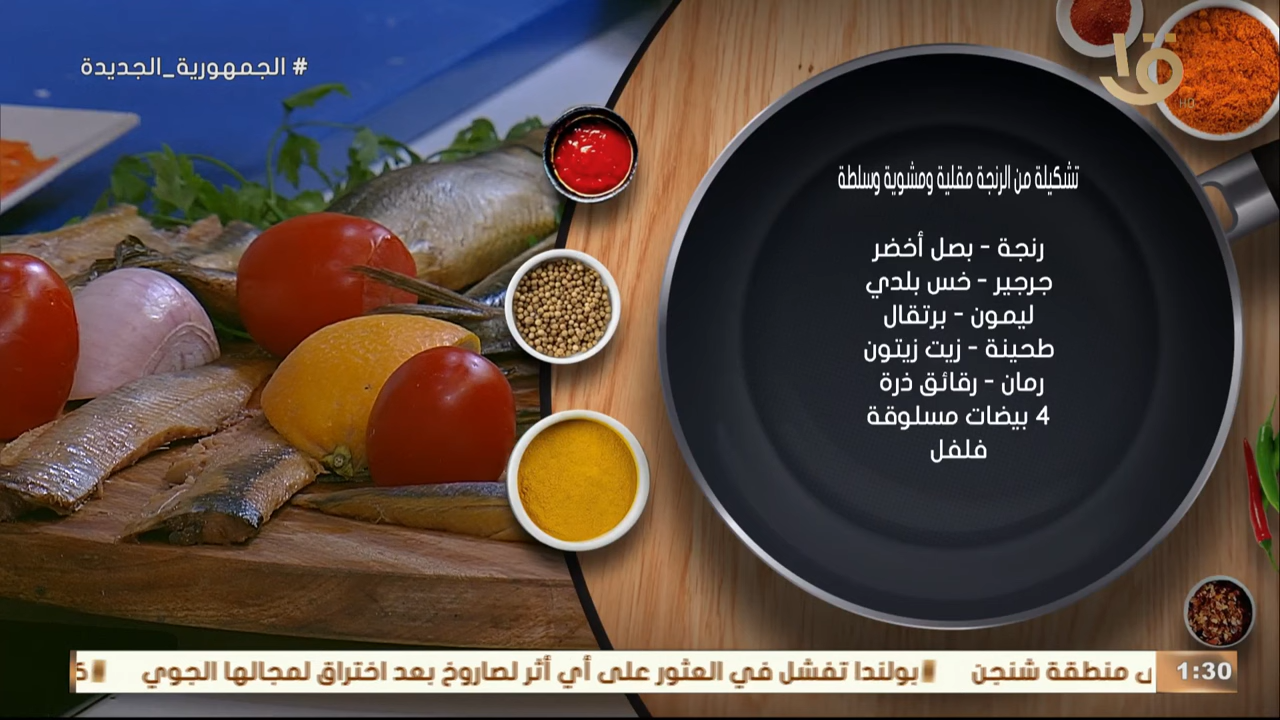 # الجمهورية_الجديدة
HD
تشكيلة من الرنجة مقلية ومشوية وسلطة
رنجة - بصل أخضر
جرجير - خس بلدي
ليمون - برتقال
طحينة - زيت زيتون
رمان - رقائق ذرة
4 بيضات مسلوقة
فلفل
1:30
منطقة شنجن
بولندا تفشل في العثور على أي أثر لصاروخ بعد اختراق لمجالها الجوي